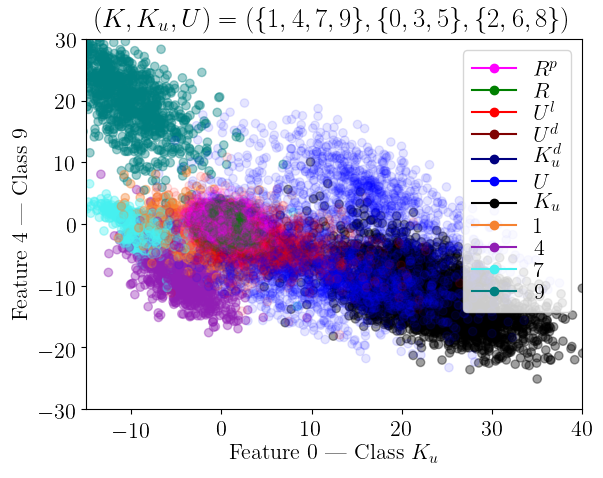 (K, K_u, U) = ({1, 4, 7, 9}, {0, 3, 5}, {2, 6, 8})
30
20
10
0
−10
−20
−30
Feature 4 — Class 9
R^p
R
U^l
U^d
K_u^d
U
K_u
1
4
7
9
−10
0
10
20
30
40
Feature 0 — Class K_u